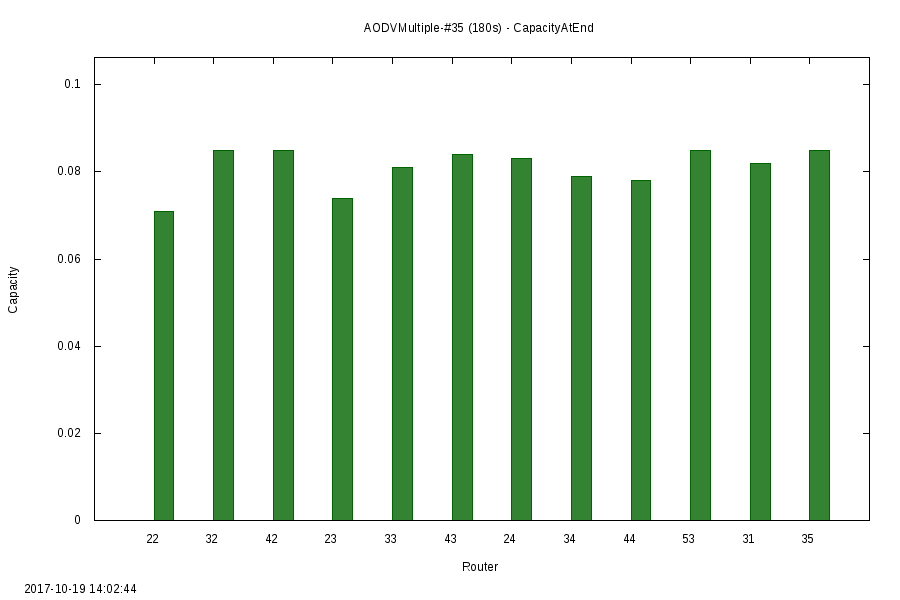 AODVMultiple-#35 (180s) - CapacityAtEnd
0.1
0.08
0.06
0.04
0.02
0
Capacity
22 32 42 23 33 43 24 34 44 53 31 35
Router
2017-10-19 14:02:44